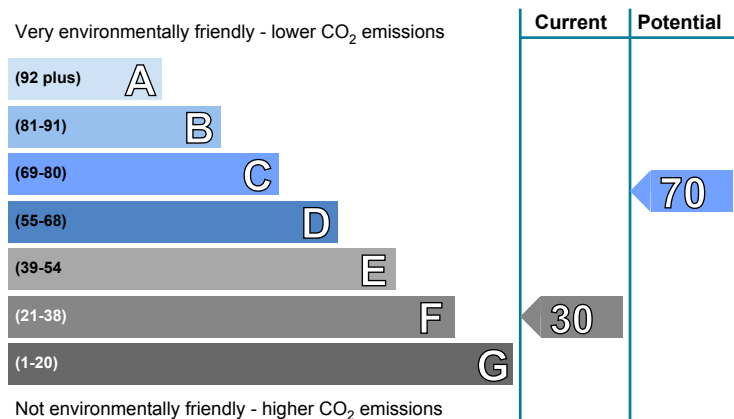 Very environmentally friendly - lower CO2 emissions
Current
Potential
(92 plus) A
(81-91) B
(69-80) C
70
(55-68) D
(39-54 E
(21-38) F
30
(1-20) G
Not environmentally friendly - higher CO2 emissions